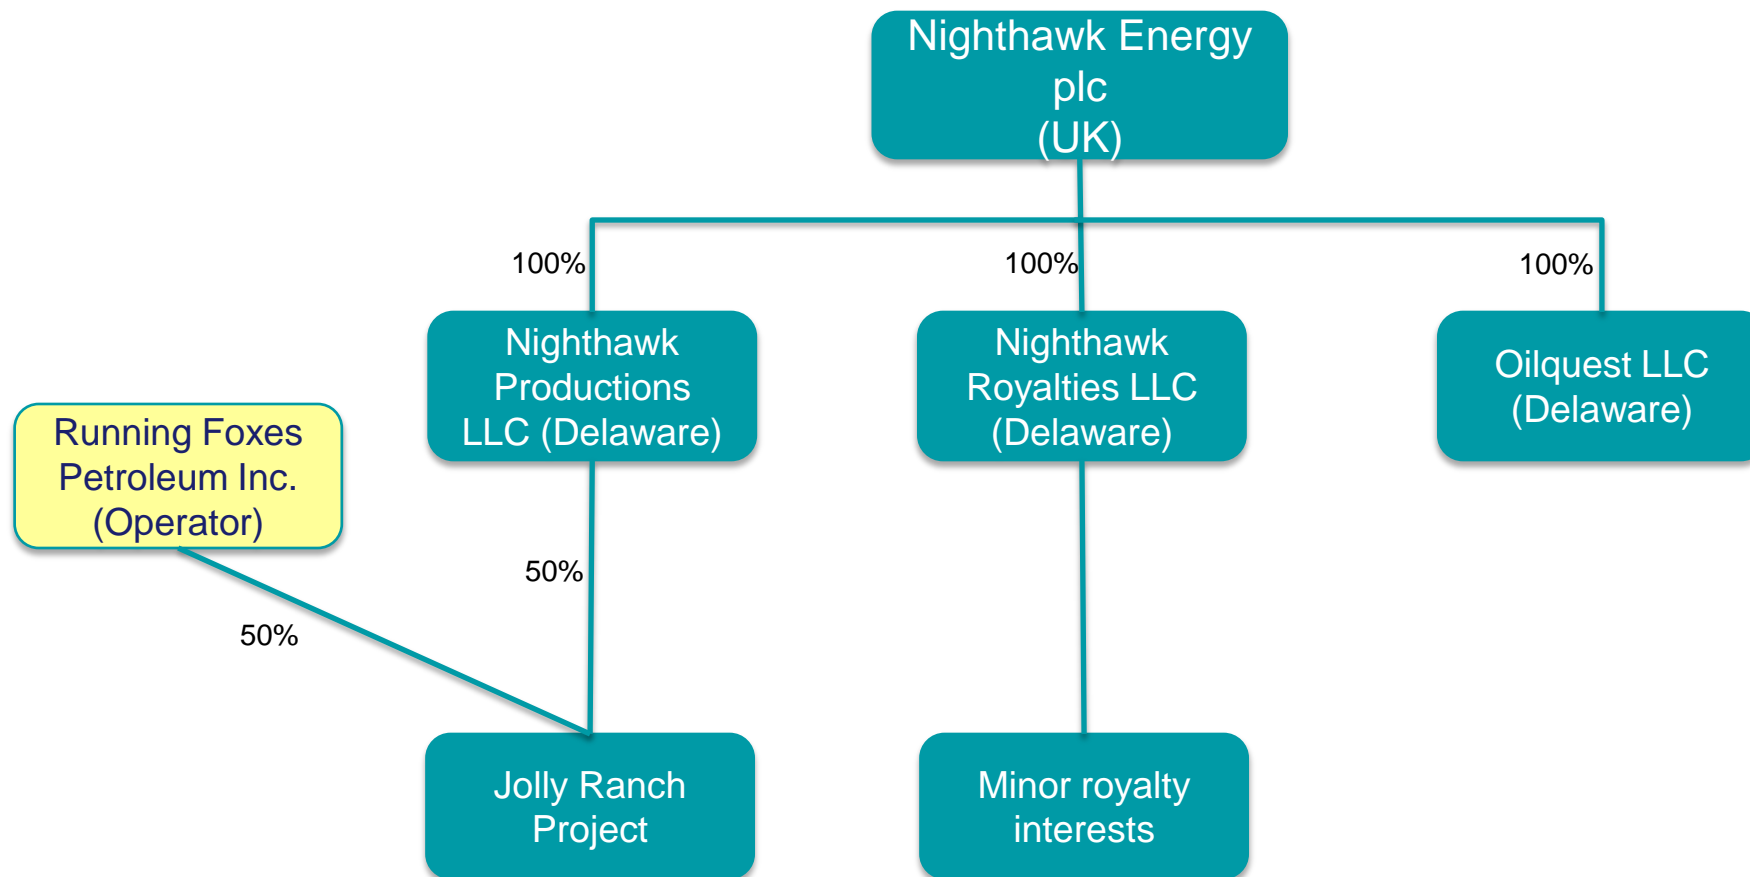 Nighthawk Energy
plc
(UK)
100%
100%
100%
Nighthawk
Productions
LLC (Delaware)
Nighthawk
Royalties LLC
(Delaware)
Oilquest LLC
(Delaware)
Running Foxes
Petroleum Inc.
(Operator)
50%
50%
Jolly Ranch
Project
Minor royalty
interests